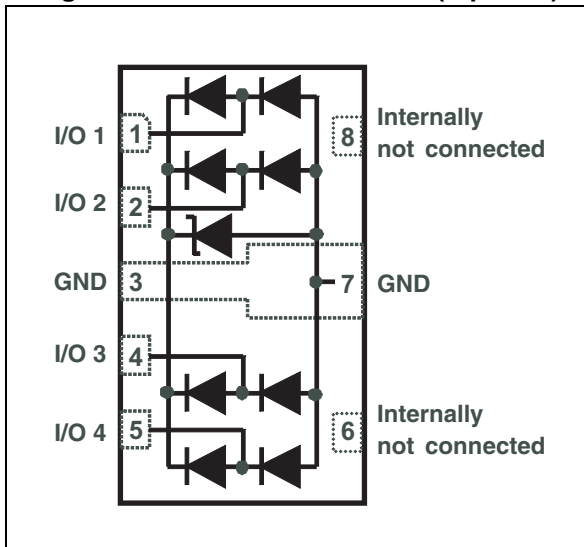 I/O 1 1
8 Internally
not connected
I/O 2 2
GND 3
7 GND
I/O 3 4
I/O 4 5
6 Internally
not connected